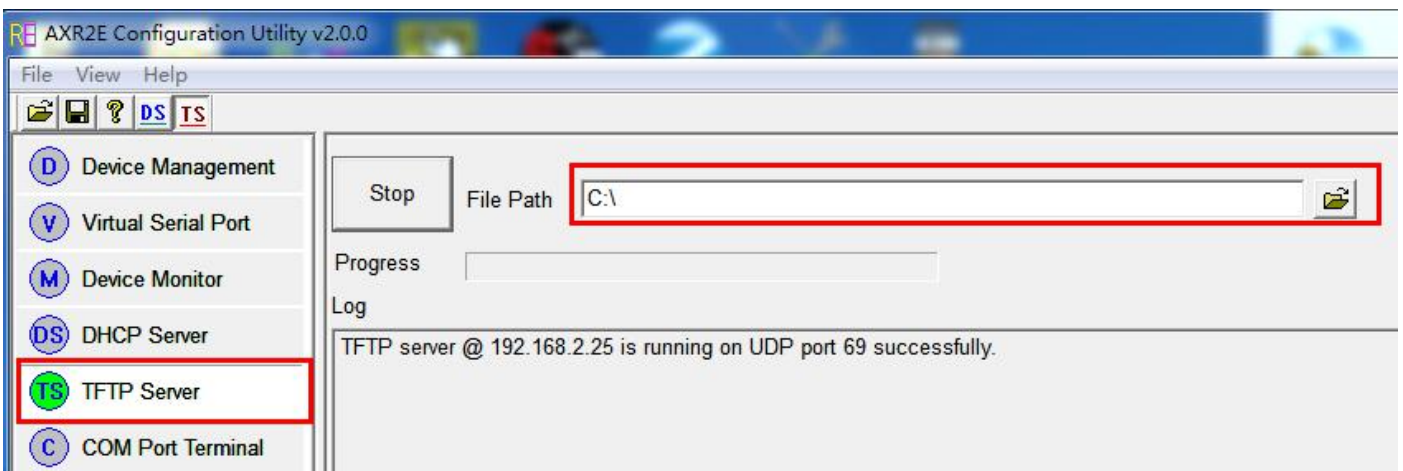 RE AXR2E Configuration Utility v2.0.0
File View Help
? DS TS
D Device Management
V Virtual Serial Port
M Device Monitor
DS DHCP Server
TS TFTP Server
C COM Port Terminal
Stop File Path C:\
Progress
Log
TFTP server @ 192.168.2.25 is running on UDP port 69 successfully.